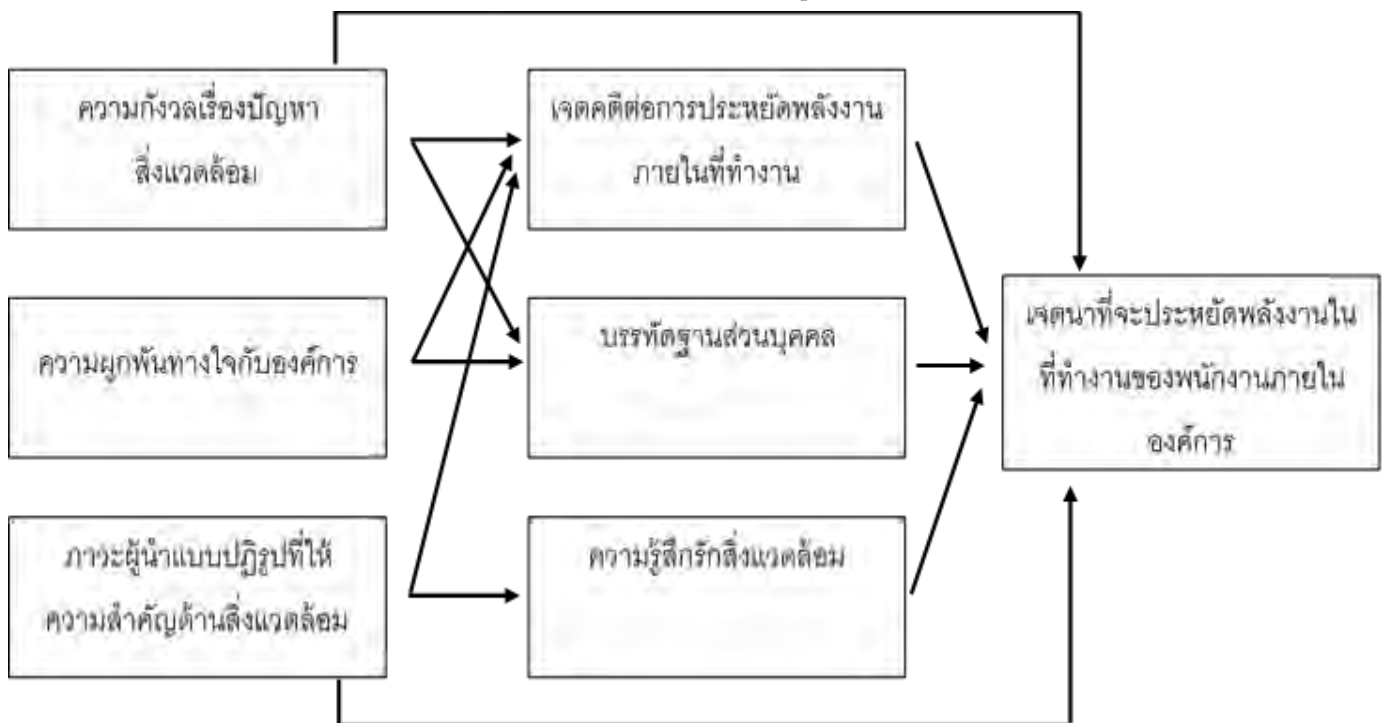 ความกังวลเรื่องปัญหา
สิ่งแวดล้อม
เจตคติต่อการประหยัดพลังงาน
ภายในที่ทำงาน
ความผูกพันทางใจกับองค์การ
บรรทัดฐานส่วนบุคคล
เจตนาที่จะประหยัดพลังงานใน
ที่ทำงานของพนักงานภายใน
องค์การ
ภาวะผู้นำแบบปฏิรูปที่ให้
ความสำคัญด้านสิ่งแวดล้อม
ความรู้สึกรักสิ่งแวดล้อม